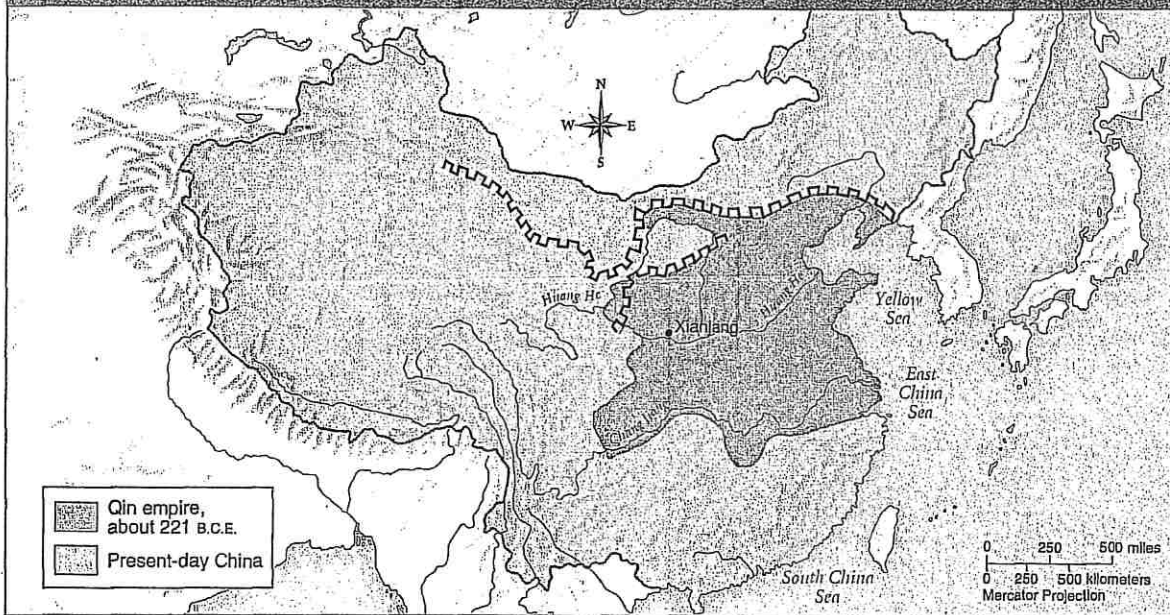 N
W E
S
Huang He
Huang He
Xianyang
Yellow
Sea
East
China
Sea
Chang Jiang
Qin empire,
about 221 B.C.E.
Present-day China
South China
Sea
0 250 500 miles
0 250 500 kilometers
Mercator Projection